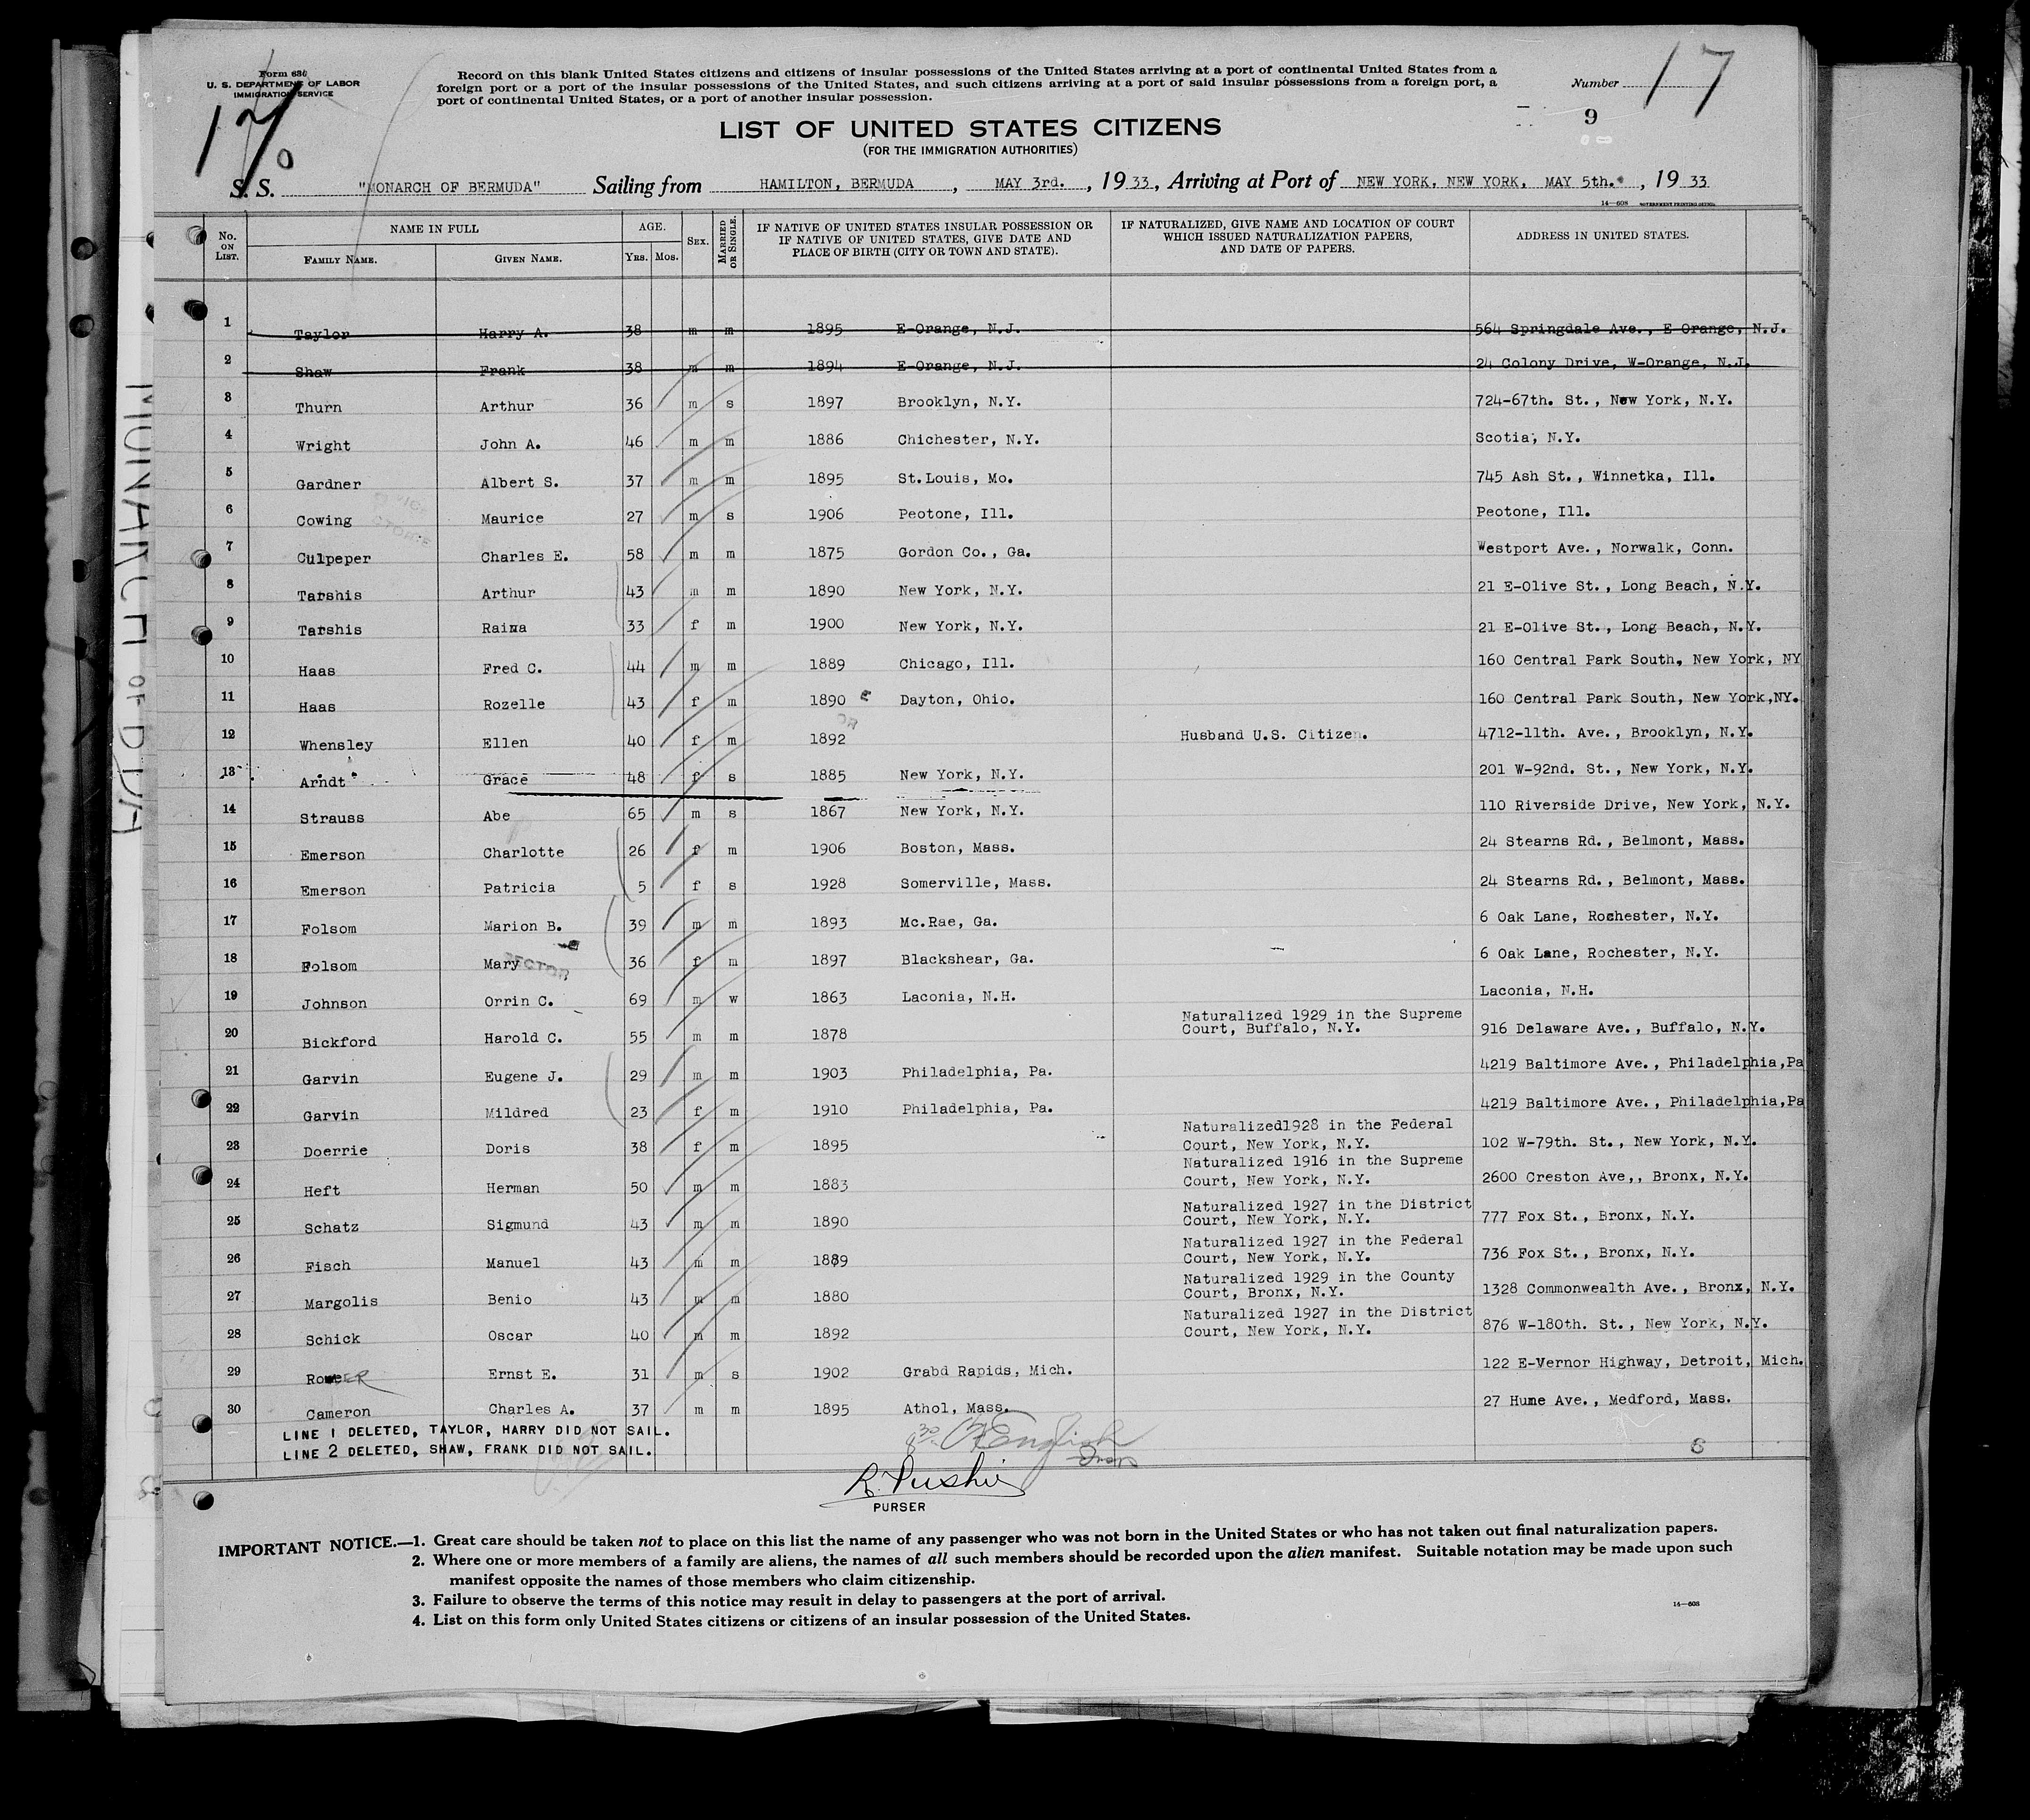 Form 630
U. S. DEPARTMENT OF LABOR
IMMIGRATION SERVICE
Record on this blank United States citizens and citizens of insular possessions of the United States arriving at a port of continental United States from a
foreign port or a port of the insular possessions of the United States, and such citizens arriving at a port of said insular possessions from a foreign port, a
port of continental United States, or a port of another insular possession.
Number 17
17
9
LIST OF UNITED STATES CITIZENS
(FOR THE IMMIGRATION AUTHORITIES)
S. S. "MONARCH OF BERMUDA" Sailing from HAMILTON, BERMUDA, MAY 3rd., 1933, Arriving at Port of NEW YORK, NEW YORK, MAY 5th., 1933
14—608 GOVERNMENT PRINTING OFFICE
No. ON LIST. NAME IN FULL FAMILY NAME. GIVEN NAME. AGE. YRS. MOS. SEX. MARRIED OR SINGLE. IF NATIVE OF UNITED STATES INSULAR POSSESSION OR IF NATIVE OF UNITED STATES, GIVE DATE AND PLACE OF BIRTH (CITY OR TOWN AND STATE). IF NATURALIZED, GIVE NAME AND LOCATION OF COURT WHICH ISSUED NATURALIZATION PAPERS, AND DATE OF PAPERS. ADDRESS IN UNITED STATES.
1 Taylor Harry A. 38 m m 1895 E-Orange, N.J. 564 Springdale Ave., E Orange, N.J.
2 Shaw Frank 38 m m 1894 E-Orange, N.J. 24 Colony Drive, W-Orange, N.J.
3 Thurn Arthur 36 m s 1897 Brooklyn, N.Y. 724-67th. St., New York, N.Y.
4 Wright John A. 46 m m 1886 Chichester, N.Y. Scotia, N.Y.
5 Gardner Albert S. 37 m m 1895 St.Louis, Mo. 745 Ash St., Winnetka, Ill.
6 Cowing Maurice 27 m s 1906 Peotone, Ill. Peotone, Ill.
7 Culpeper Charles E. 58 m m 1875 Gordon Co., Ga. Westport Ave., Norwalk, Conn.
8 Tarshis Arthur 43 m m 1890 New York, N.Y. 21 E-Olive St., Long Beach, N.Y.
9 Tarshis Raina 33 f m 1900 New York, N.Y. 21 E-Olive St., Long Beach, N.Y.
10 Haas Fred C. 44 m m 1889 Chicago, Ill. 160 Central Park South, New York, NY
11 Haas Rozelle 43 f m 1890 Dayton, Ohio. 160 Central Park South, New York,NY.
12 Whensley Ellen 40 f m 1892 Husband U.S. Citizen. 4712-11th. Ave., Brooklyn, N.Y.
13 Arndt Grace 48 f s 1885 New York, N.Y. 201 W-92nd. St., New York, N.Y.
14 Strauss Abe 65 m s 1867 New York, N.Y. 110 Riverside Drive, New York, N.Y.
15 Emerson Charlotte 26 f m 1906 Boston, Mass. 24 Stearns Rd., Belmont, Mass.
16 Emerson Patricia 5 f s 1928 Somerville, Mass. 24 Stearns Rd., Belmont, Mass.
17 Folsom Marion B. 39 m m 1893 Mc.Rae, Ga. 6 Oak Lane, Rochester, N.Y.
18 Folsom Mary 36 f m 1897 Blackshear, Ga. 6 Oak Lane, Rochester, N.Y.
19 Johnson Orrin C. 69 m w 1863 Laconia, N.H. Laconia, N.H.
20 Bickford Harold C. 55 m m 1878 Naturalized 1929 in the Supreme Court, Buffalo, N.Y. 916 Delaware Ave., Buffalo, N.Y.
21 Garvin Eugene J. 29 m m 1903 Philadelphia, Pa. 4219 Baltimore Ave., Philadelphia,Pa
22 Garvin Mildred 23 f m 1910 Philadelphia, Pa. 4219 Baltimore Ave., Philadelphia,Pa
23 Doerrie Doris 38 f m 1895 Naturalized1928 in the Federal Court, New York, N.Y. 102 W-79th. St., New York, N.Y.
24 Heft Herman 50 m m 1883 Naturalized 1916 in the Supreme Court, New York, N.Y. 2600 Creston Ave,, Bronx, N.Y.
25 Schatz Sigmund 43 m m 1890 Naturalized 1927 in the District Court, New York, N.Y. 777 Fox St., Bronx, N.Y.
26 Fisch Manuel 43 m m 1889 Naturalized 1927 in the Federal Court, New York, N.Y. 736 Fox St., Bronx, N.Y.
27 Margolis Benio 43 m m 1880 Naturalized 1929 in the County Court, Bronx, N.Y. 1328 Commonwealth Ave., Bronx, N.Y.
28 Schick Oscar 40 m m 1892 Naturalized 1927 in the District Court, New York, N.Y. 876 W-180th. St., New York, N.Y.
29 Ernst E. 31 m s 1902 Grabd Rapids, Mich. 122 E-Vernor Highway, Detroit, Mich.
30 Cameron Charles A. 37 m m 1895 Athol, Mass. 27 Hume Ave., Medford, Mass.
LINE 1 DELETED, TAYLOR, HARRY DID NOT SAIL.
LINE 2 DELETED, SHAW, FRANK DID NOT SAIL.
English
PURSER
IMPORTANT NOTICE.—1. Great care should be taken not to place on this list the name of any passenger who was not born in the United States or who has not taken out final naturalization papers.
2. Where one or more members of a family are aliens, the names of all such members should be recorded upon the alien manifest. Suitable notation may be made upon such
manifest opposite the names of those members who claim citizenship.
3. Failure to observe the terms of this notice may result in delay to passengers at the port of arrival.
4. List on this form only United States citizens or citizens of an insular possession of the United States.
14—608